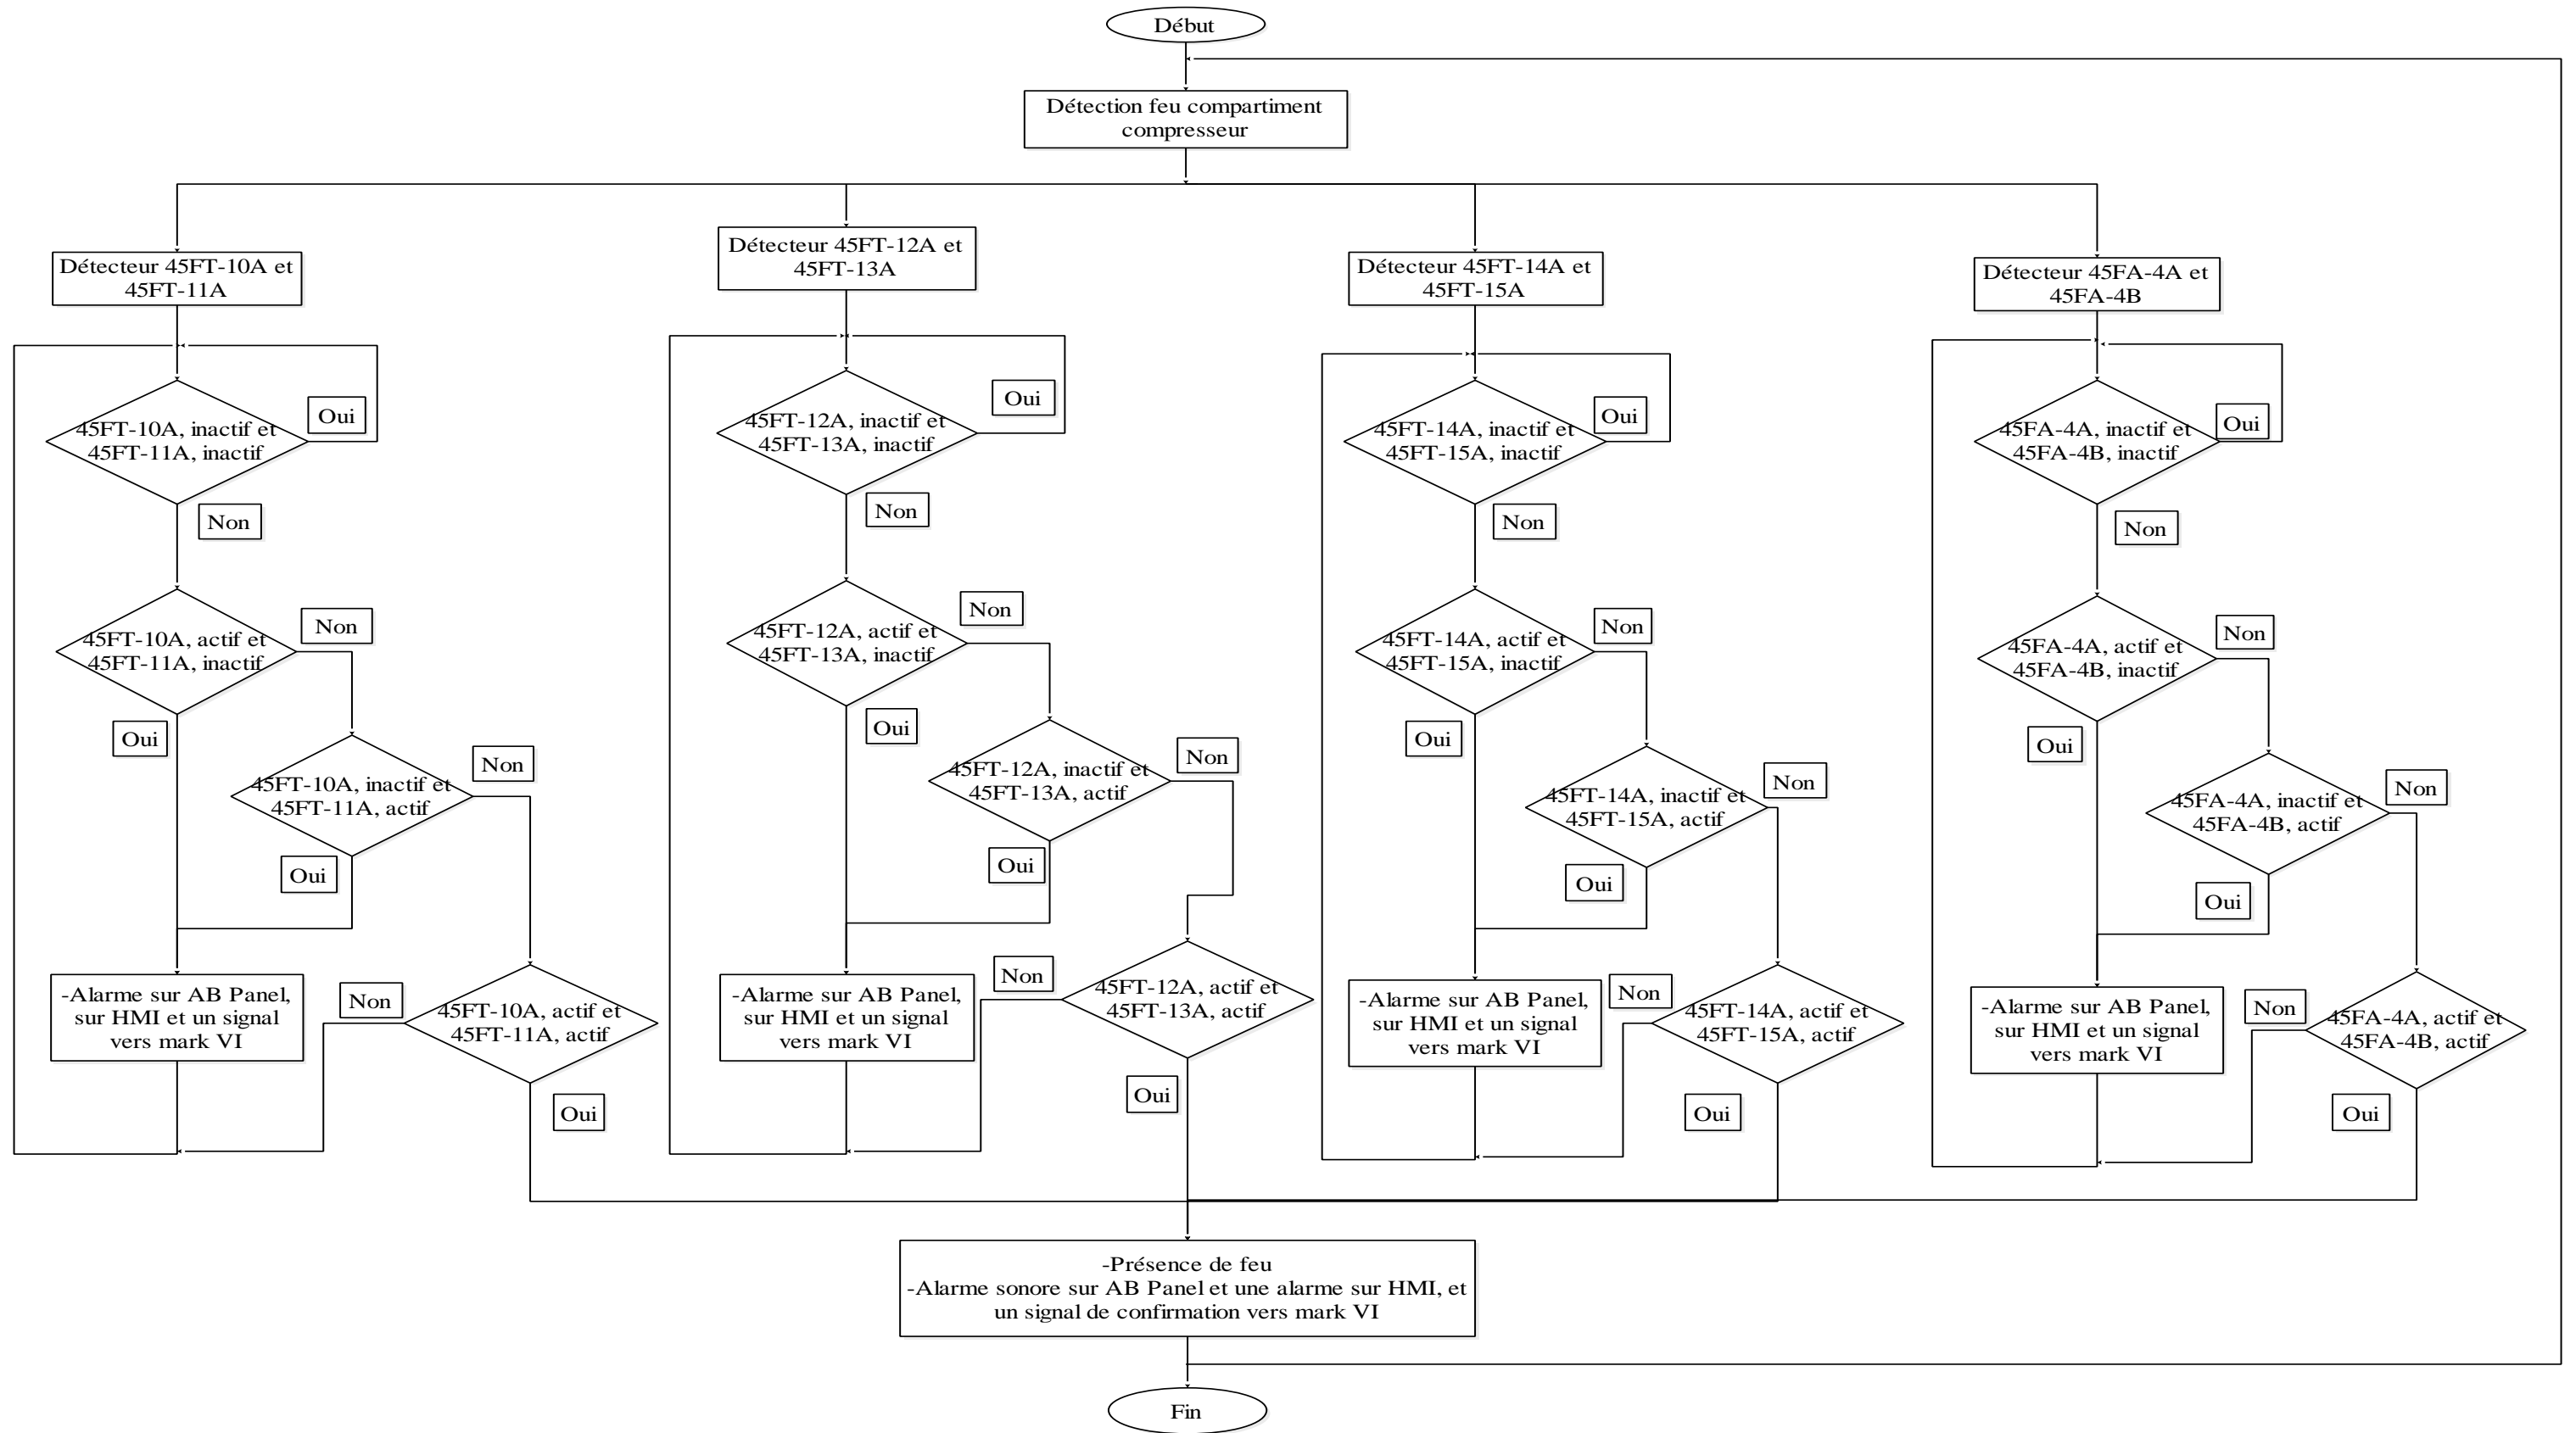 Début
Détection feu compartiment
compresseur
Détecteur 45FT-10A et
45FT-11A
45FT-10A, inactif et
45FT-11A, inactif
Oui
Non
45FT-10A, actif et
45FT-11A, inactif
Non
Oui
45FT-10A, inactif et
45FT-11A, actif
Non
Oui
-Alarme sur AB Panel,
sur HMI et un signal
vers mark VI
Non
45FT-10A, actif et
45FT-11A, actif
Oui
Détecteur 45FT-12A et
45FT-13A
45FT-12A, inactif et
45FT-13A, inactif
Oui
Non
45FT-12A, actif et
45FT-13A, inactif
Non
Oui
45FT-12A, inactif et
45FT-13A, actif
Non
Oui
-Alarme sur AB Panel,
sur HMI et un signal
vers mark VI
Non
45FT-12A, actif et
45FT-13A, actif
Oui
Détecteur 45FT-14A et
45FT-15A
45FT-14A, inactif et
45FT-15A, inactif
Oui
Non
45FT-14A, actif et
45FT-15A, inactif
Non
Oui
45FT-14A, inactif et
45FT-15A, actif
Non
Oui
-Alarme sur AB Panel,
sur HMI et un signal
vers mark VI
Non
45FT-14A, actif et
45FT-15A, actif
Oui
Détecteur 45FA-4A et
45FA-4B
45FA-4A, inactif et
45FA-4B, inactif
Oui
Non
45FA-4A, actif et
45FA-4B, inactif
Non
Oui
45FA-4A, inactif et
45FA-4B, actif
Non
Oui
-Alarme sur AB Panel,
sur HMI et un signal
vers mark VI
Non
45FA-4A, actif et
45FA-4B, actif
Oui
-Présence de feu
-Alarme sonore sur AB Panel et une alarme sur HMI, et
un signal de confirmation vers mark VI
Fin